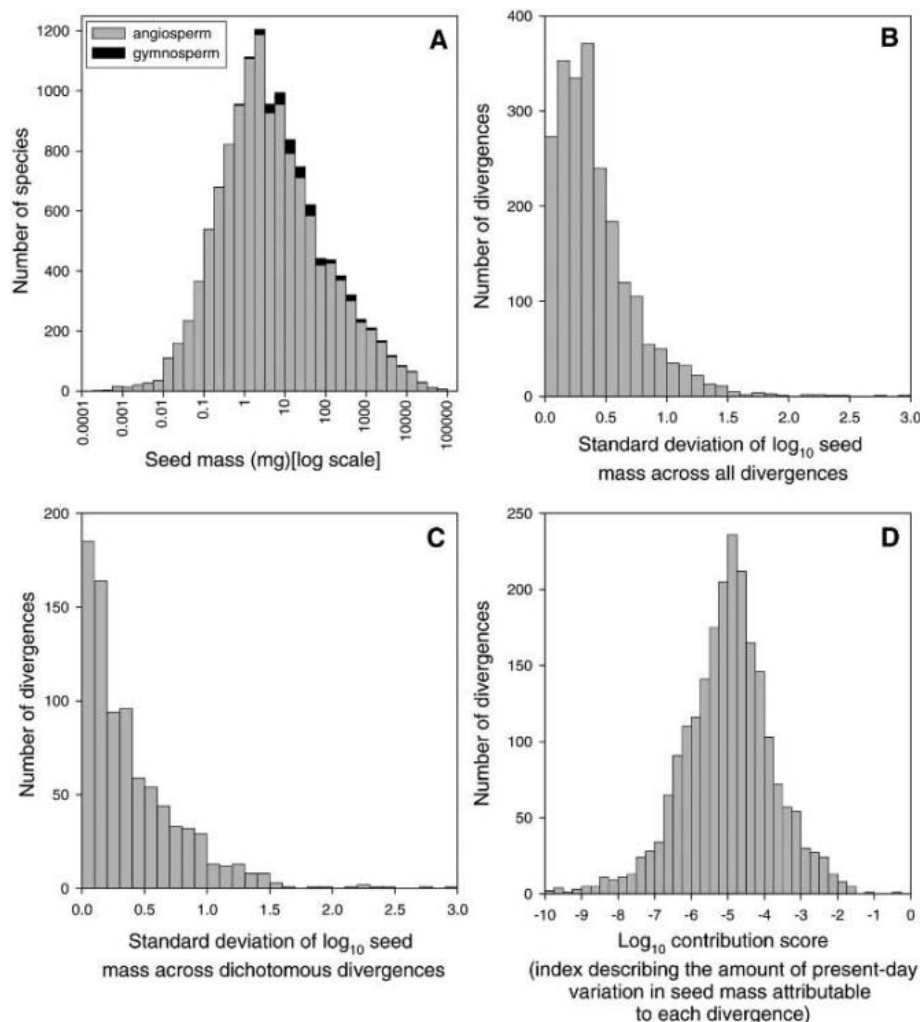 A
angiosperm
gymnosperm
1200
1000
800
600
400
200
0
Number of species
0.0001
0.001
0.01
0.1
1
10
100
1000
10000
100000
Seed mass (mg)[log scale]
B
400
300
200
100
0
Number of divergences
0.0 0.5 1.0 1.5 2.0 2.5 3.0
Standard deviation of log10 seed
mass across all divergences
C
200
150
100
50
0
Number of divergences
0.0 0.5 1.0 1.5 2.0 2.5 3.0
Standard deviation of log10 seed
mass across dichotomous divergences
D
250
200
150
100
50
0
Number of divergences
-10 -9 -8 -7 -6 -5 -4 -3 -2 -1 0
Log10 contribution score
(index describing the amount of present-day
variation in seed mass attributable
to each divergence)